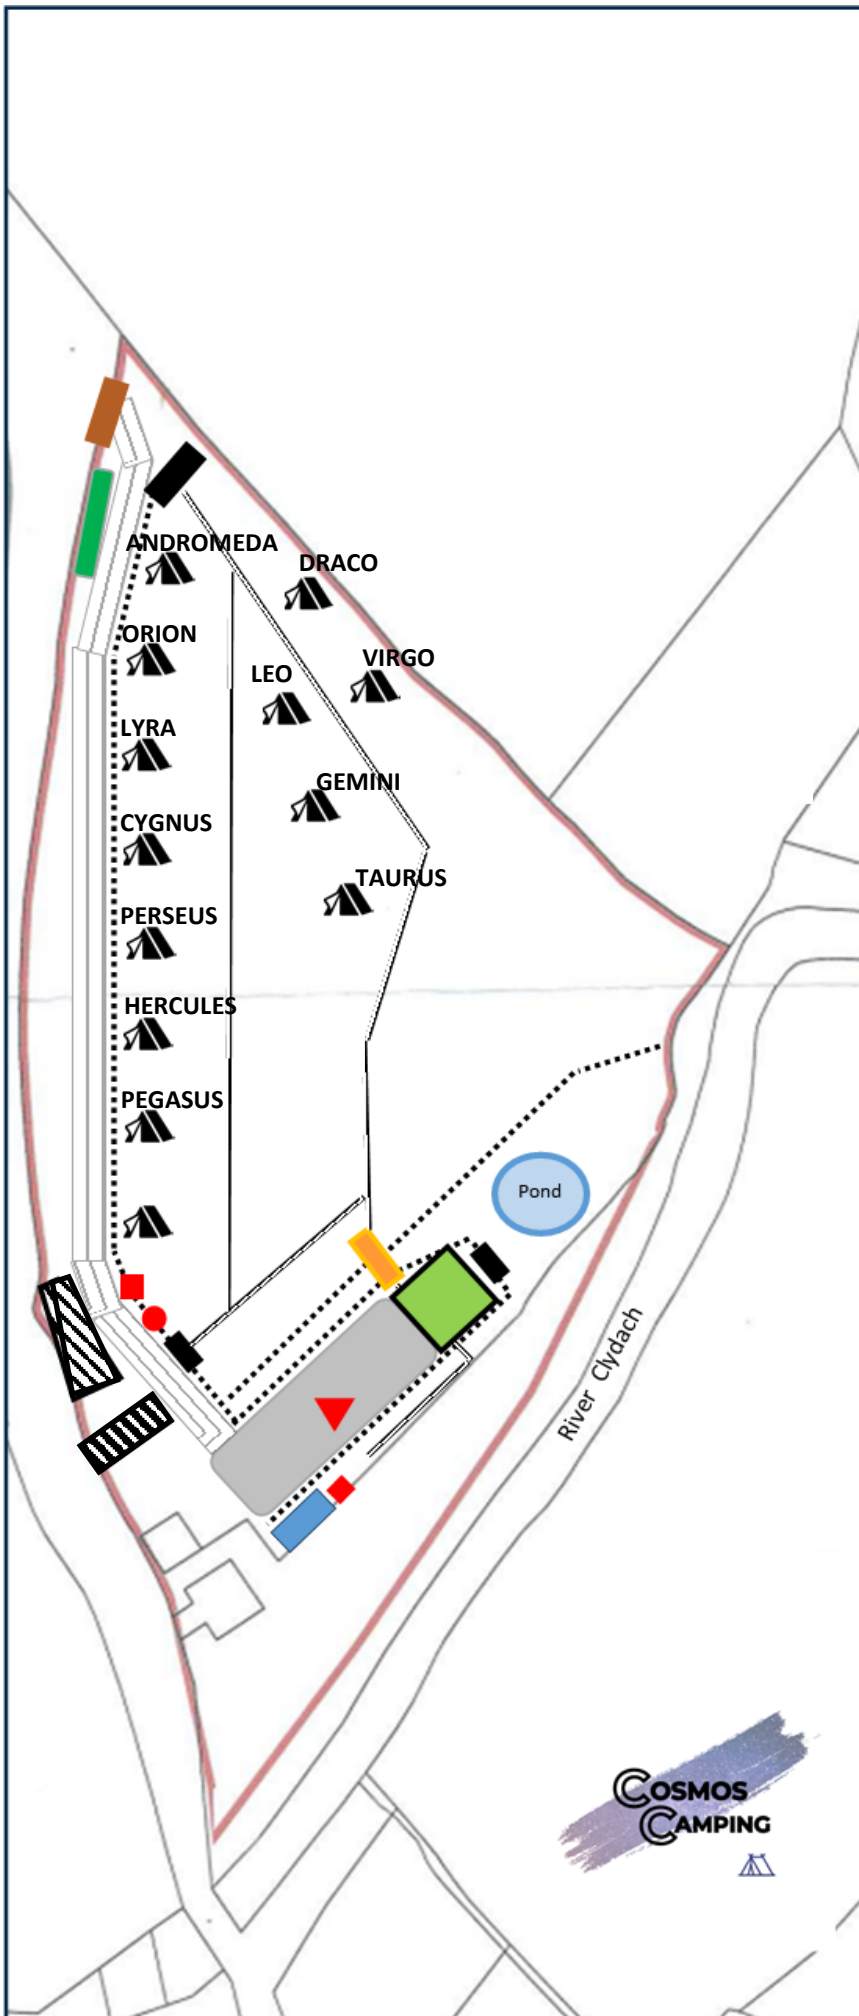 ANDROMEDA
DRACO
ORION
VIRGO
LEO
LYRA
GEMINI
CYGNUS
TAURUS
PERSEUS
HERCULES
PEGASUS
Pond
River Clydach
COSMOS
CAMPING